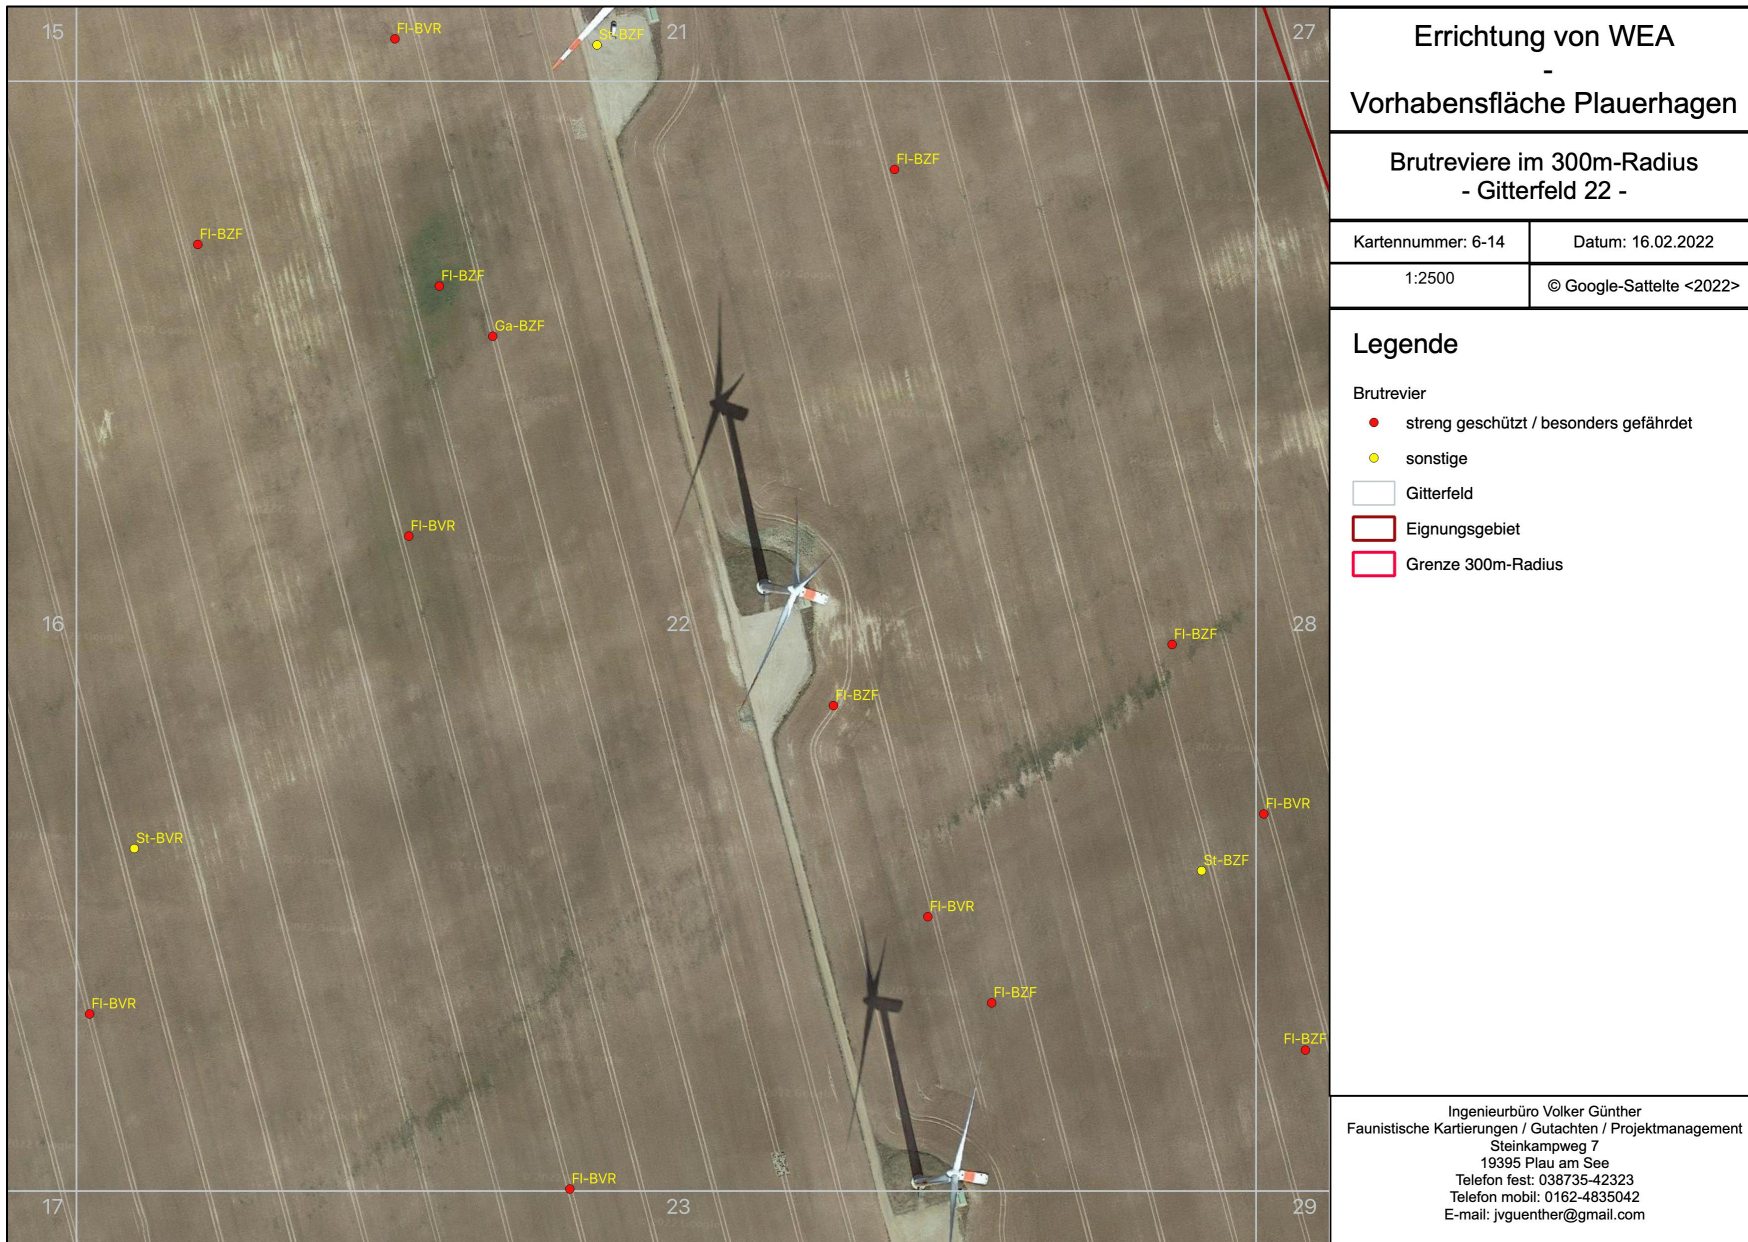 15
Fl-BVR
St-BZF
21
27
Fl-BZF
Fl-BZF
Fl-BZF
Ga-BZF
Fl-BVR
16
22
28
Fl-BZF
Fl-BZF
Fl-BVR
St-BVR
St-BZF
Fl-BVR
Fl-BVR
Fl-BZF
Fl-BZF
Fl-BVR
17
23
29
Errichtung von WEA
-
Vorhabensfläche Plauerhagen
Brutreviere im 300m-Radius
- Gitterfeld 22 -
Kartennummer: 6-14
Datum: 16.02.2022
1:2500
© Google-Sattelte <2022>
Legende
Brutrevier
streng geschützt / besonders gefährdet
sonstige
Gitterfeld
Eignungsgebiet
Grenze 300m-Radius
Ingenieurbüro Volker Günther
Faunistische Kartierungen / Gutachten / Projektmanagement
Steinkampweg 7
19395 Plau am See
Telefon fest: 038735-42323
Telefon mobil: 0162-4835042
E-mail: jvguenther@gmail.com